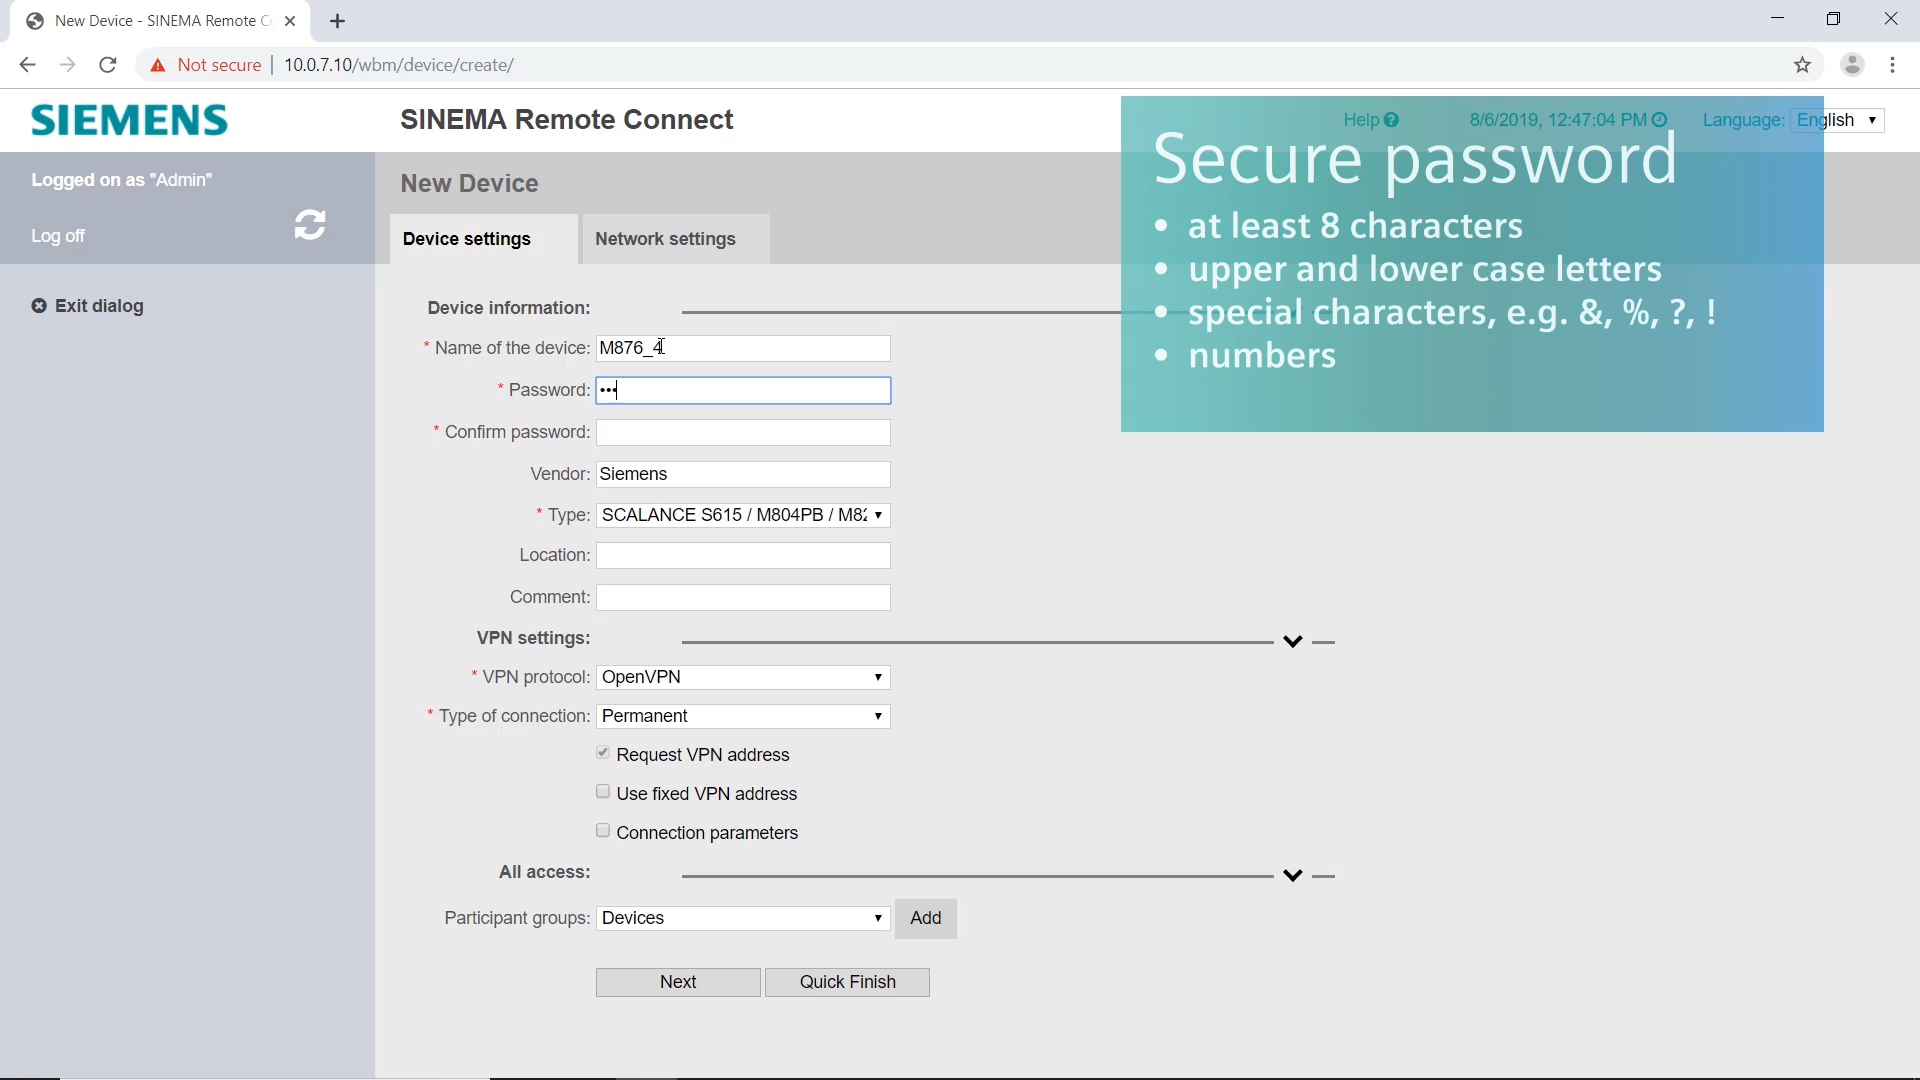 New Device - SINEMA Remote C
Not secure | 10.0.7.10/wbm/device/create/
SIEMENS
SINEMA Remote Connect
Help
8/6/2019, 12:47:04 PM
Language: English
Logged on as "Admin"
Log off
Exit dialog
New Device
Device settings
Network settings
Secure password
• at least 8 characters
• upper and lower case letters
• special characters, e.g. &, %, ?, !
• numbers
Device information:
* Name of the device: M876_4
* Password: •••
* Confirm password:
Vendor: Siemens
* Type: SCALANCE S615 / M804PB / M82
Location:
Comment:
VPN settings:
* VPN protocol: OpenVPN
* Type of connection: Permanent
Request VPN address
Use fixed VPN address
Connection parameters
All access:
Participant groups: Devices
Add
Next
Quick Finish